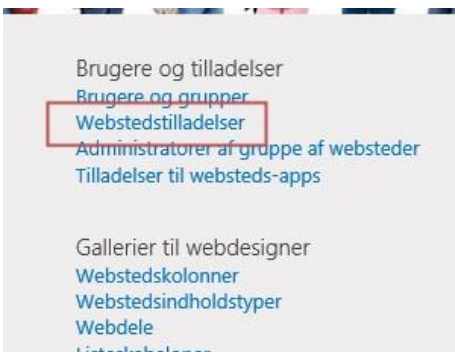 Brugere og tilladelser
Brugere og grupper
Webstedstilladelser
Administratorer af gruppe af websteder
Tilladelser til websteds-apps
Gallerier til webdesigner
Webstedskolonner
Webstedsindholdstyper
Webdele